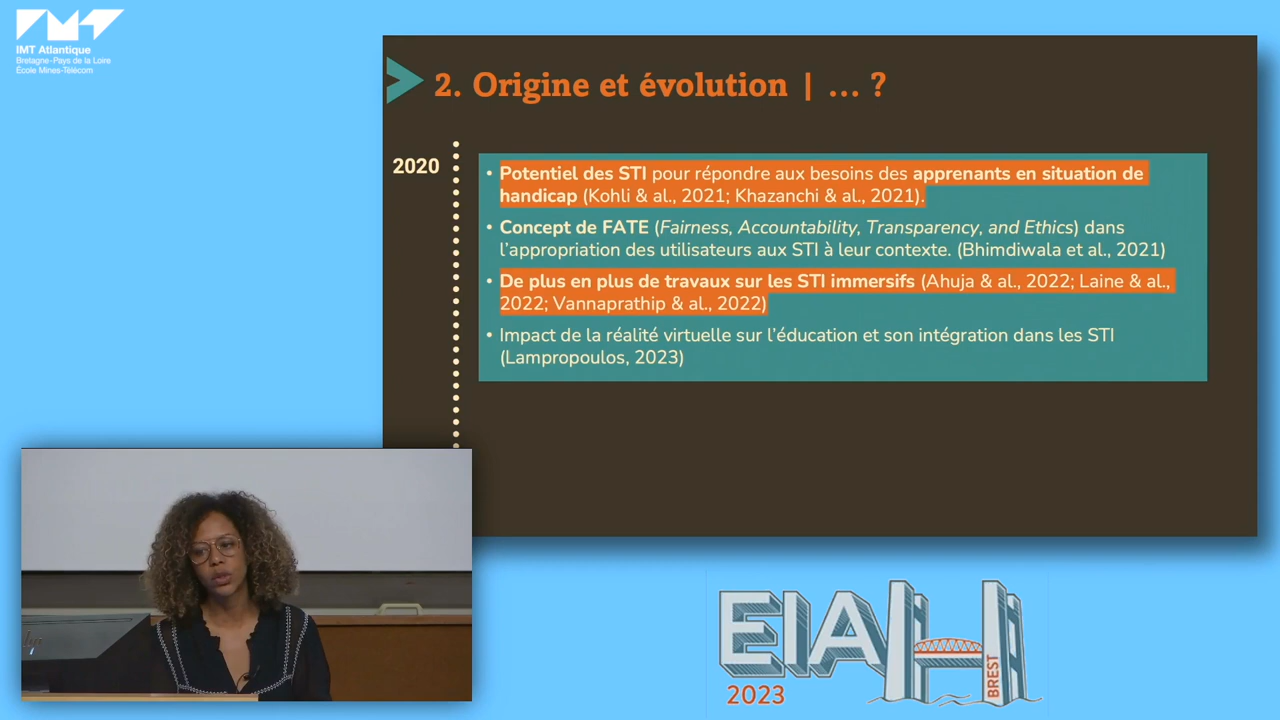 IMT Atlantique
Bretagne-Pays de la Loire
École Mines-Télécom
2. Origine et évolution | ... ?
2020
• Potentiel des STI pour répondre aux besoins des apprenants en situation de
handicap (Kohli & al., 2021; Khazanchi & al., 2021).
• Concept de FATE (Fairness, Accountability, Transparency, and Ethics) dans
l’appropriation des utilisateurs aux STI à leur contexte. (Bhimdiwala et al., 2021)
• De plus en plus de travaux sur les STI immersifs (Ahuja & al., 2022; Laine & al.,
2022; Vannaprathip & al., 2022)
• Impact de la réalité virtuelle sur l’éducation et son intégration dans les STI
(Lampropoulos, 2023)
EIAH
2023
BREST